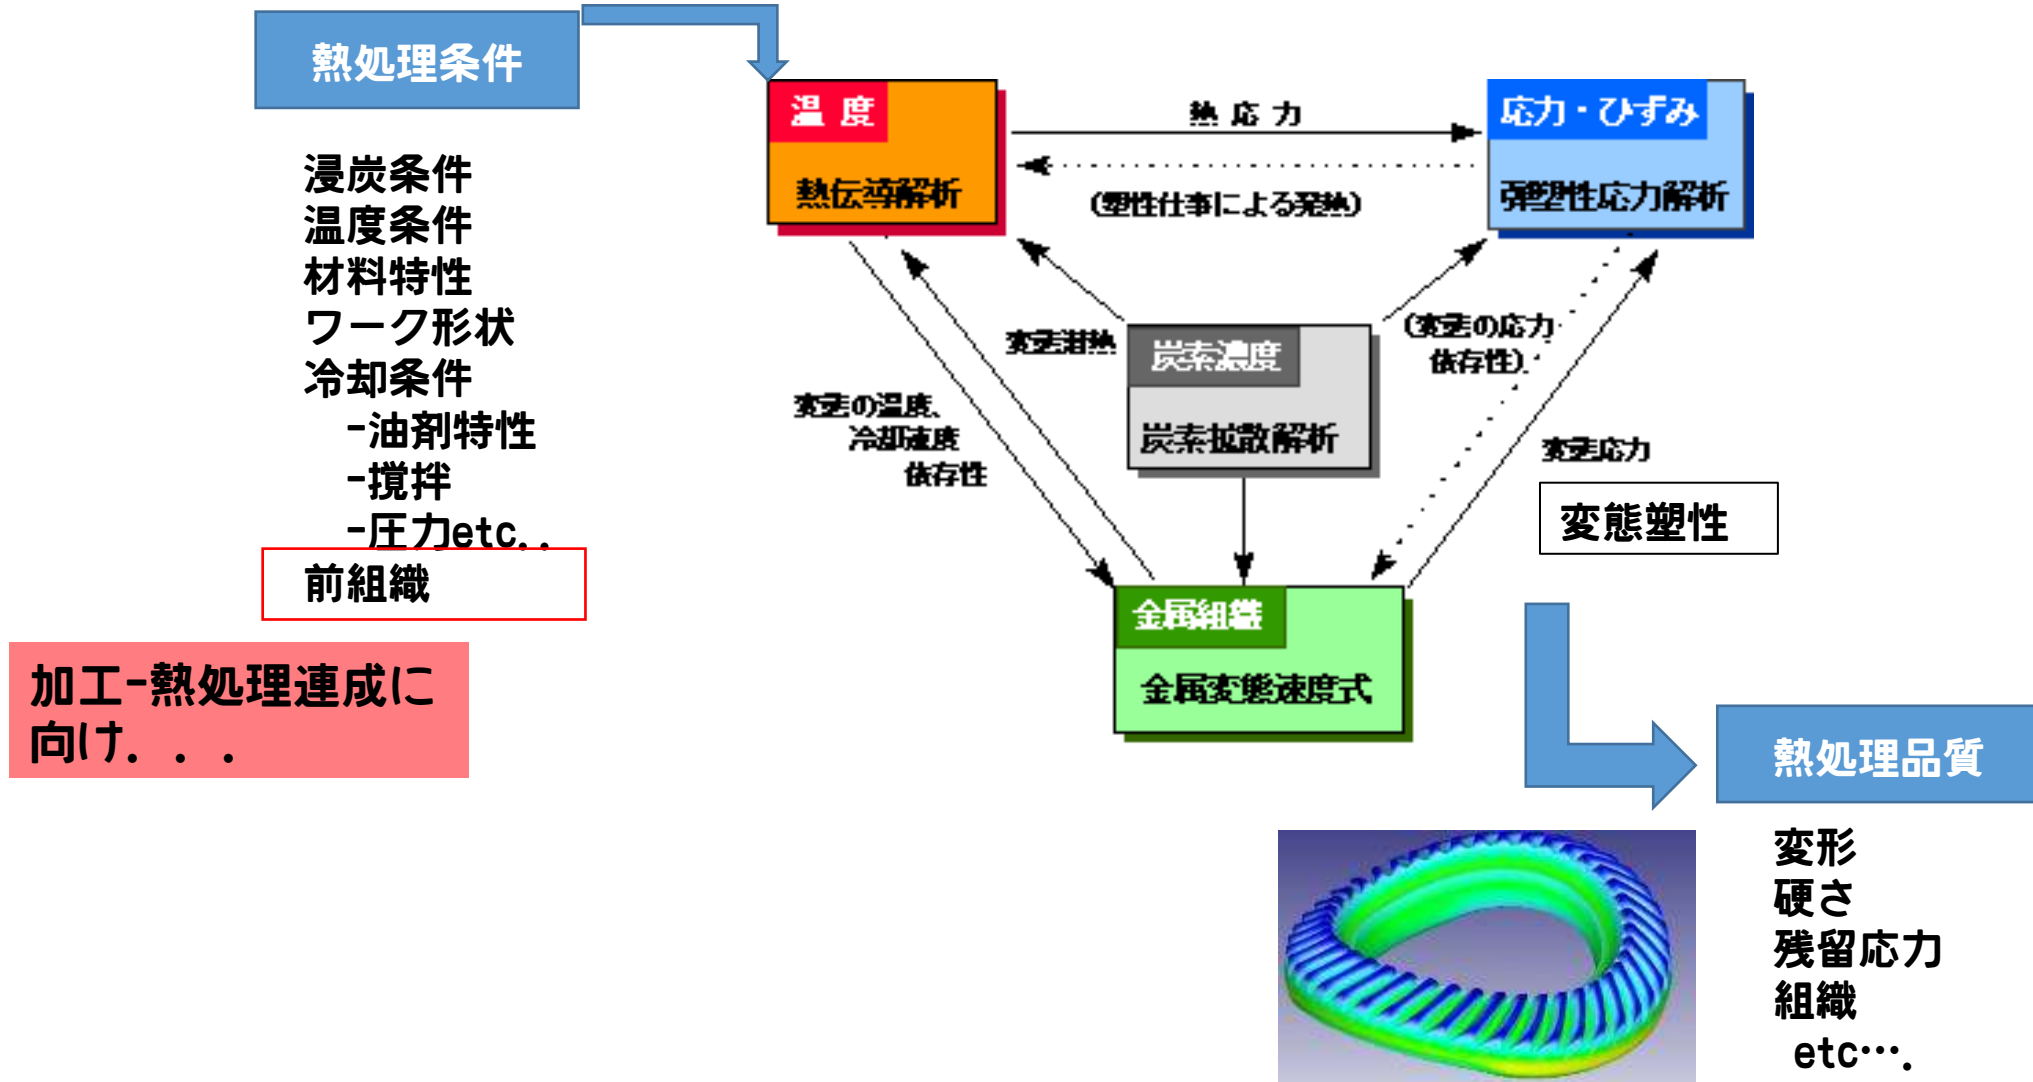 熱処理条件
浸炭条件
温度条件
材料特性
ワーク形状
冷却条件
-油剤特性
-撹拌
-圧力etc..
前組織
加工-熱処理連成に
向け...
温 度
熱伝導解析
熱 応 力
(塑性仕事による発熱)
応力・ひずみ
弾塑性応力解析
変態潜熱
炭素濃度
炭素拡散解析
(変態の応力
依存性)
変態の温度、
冷却速度
依存性
変態応力
変態塑性
金属組織
金属変態速度式
熱処理品質
変形
硬さ
残留応力
組織
etc….